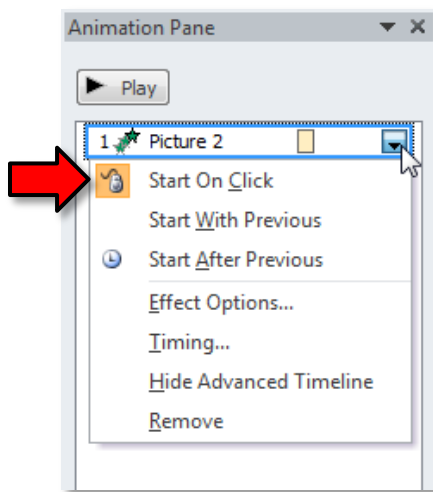 Animation Pane
Play
1 Picture 2
Start On Click
Start With Previous
Start After Previous
Effect Options...
Timing...
Hide Advanced Timeline
Remove